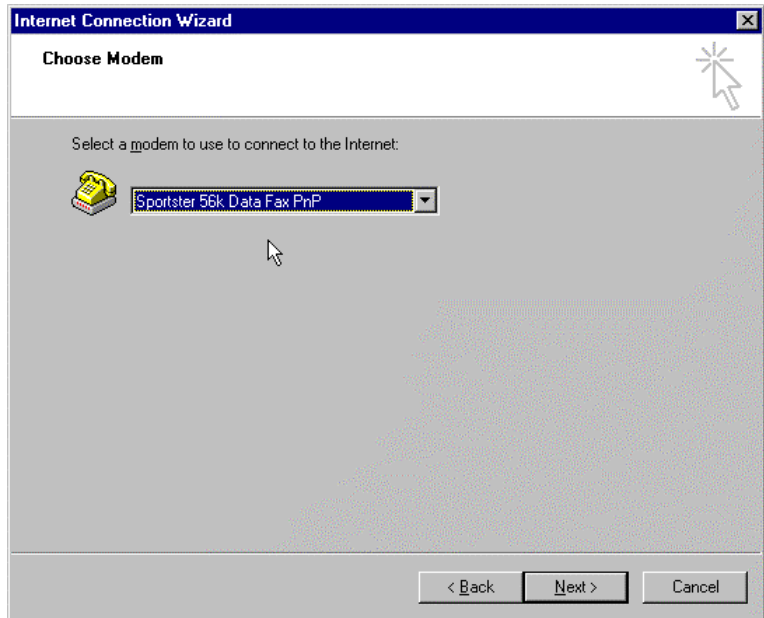 Internet Connection Wizard
Choose Modem
Select a modem to use to connect to the Internet:
Sportster 56k Data Fax PnP
< Back Next > Cancel